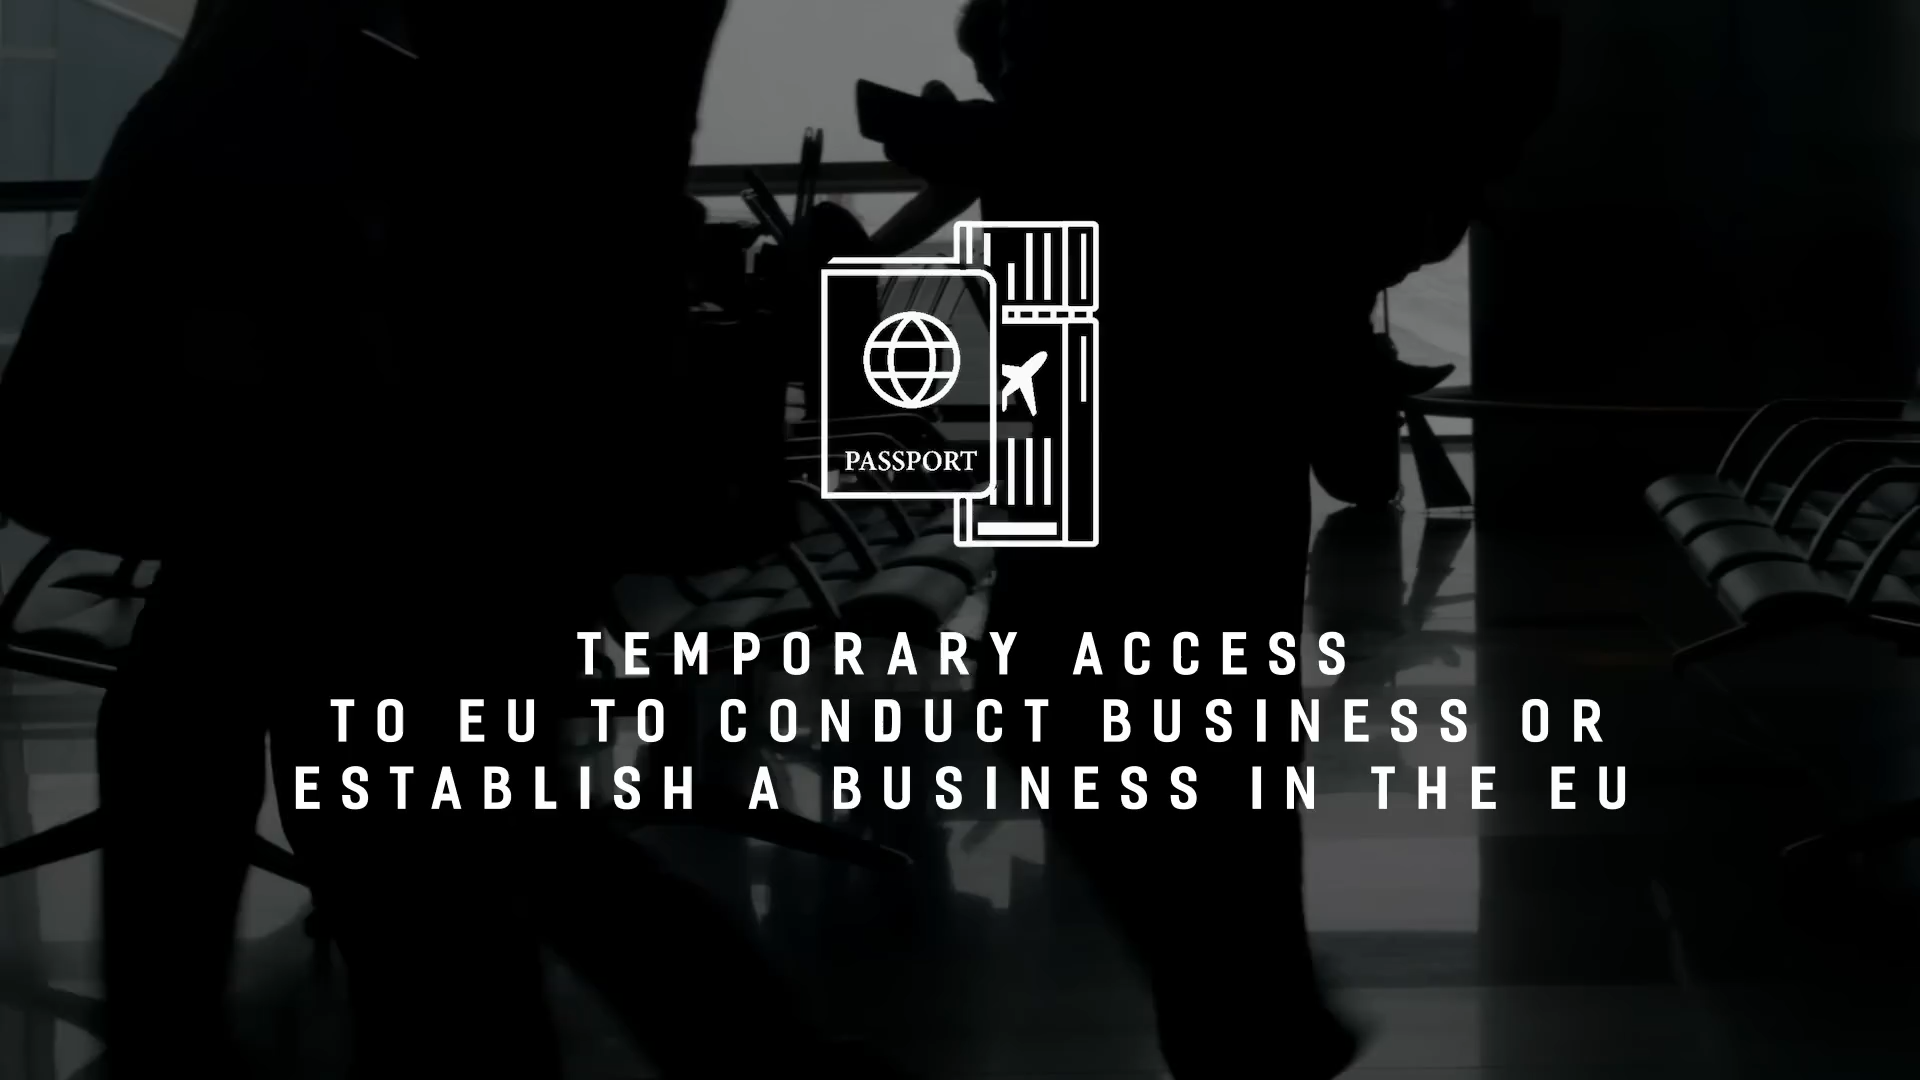 PASSPORT
TEMPORARY ACCESS
TO EU TO CONDUCT BUSINESS OR
ESTABLISH A BUSINESS IN THE EU